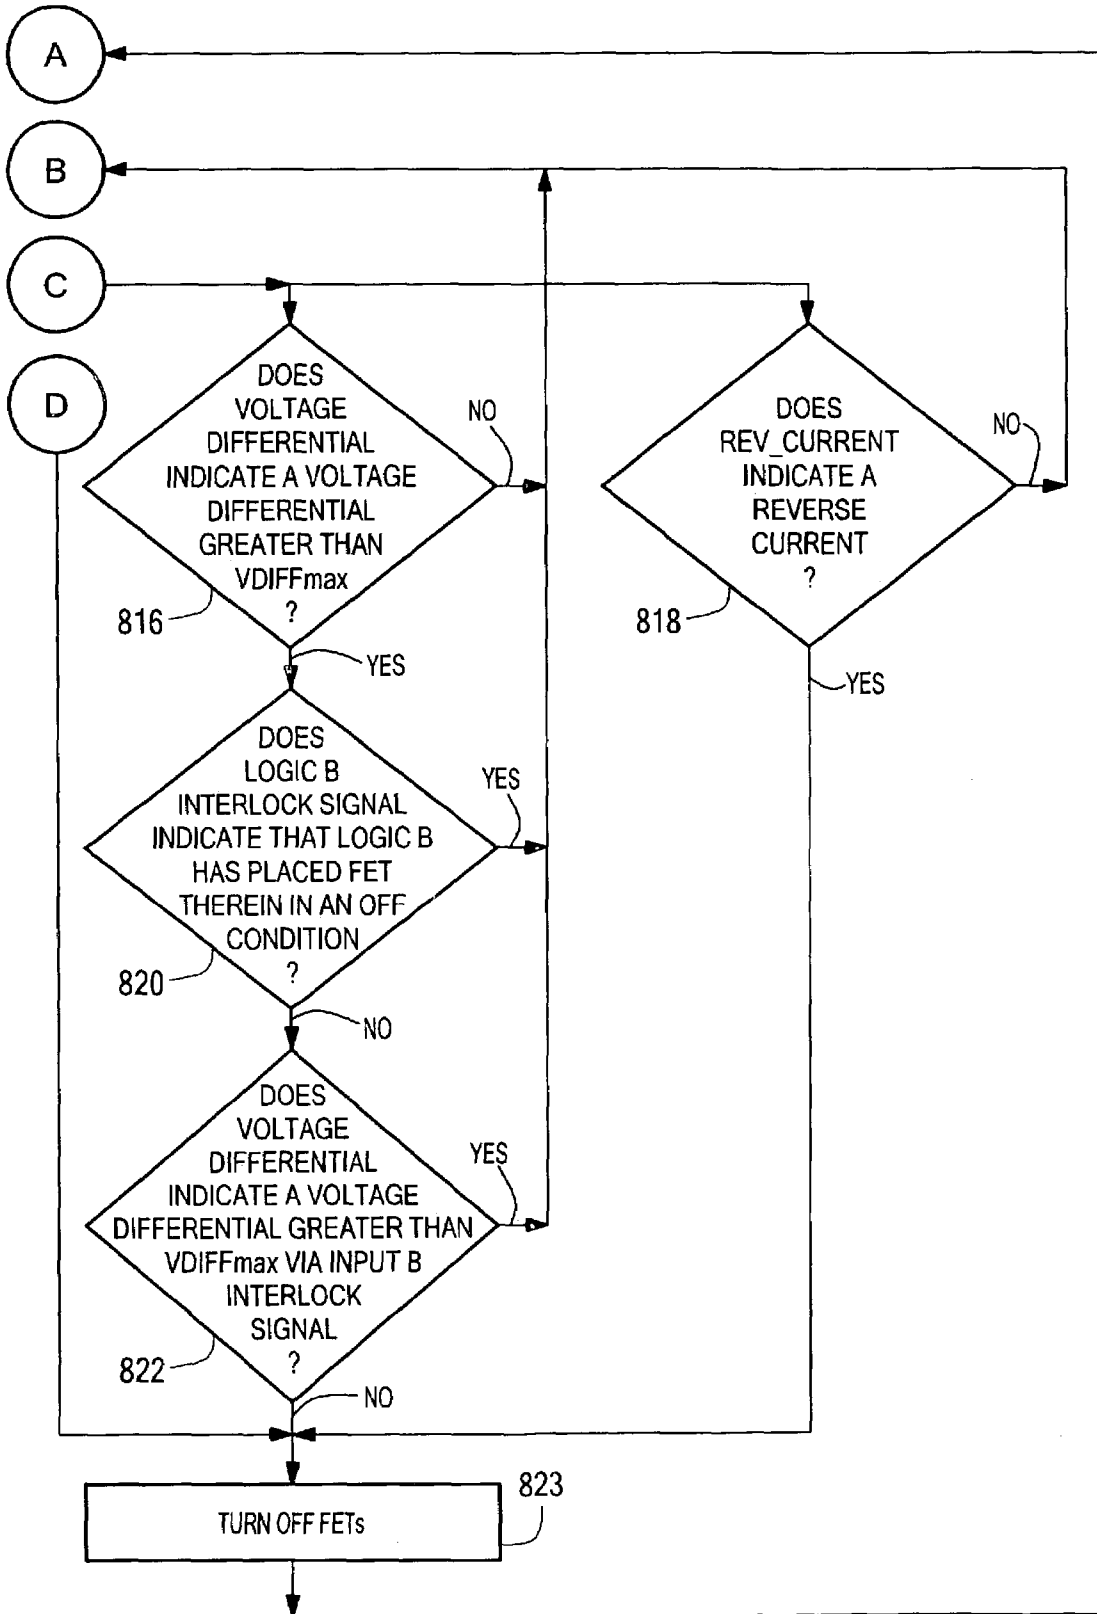 A
B
C
D
DOES
VOLTAGE
DIFFERENTIAL
INDICATE A VOLTAGE
DIFFERENTIAL
GREATER THAN
VDIFFmax
?
NO
816
YES
DOES
REV_CURRENT
INDICATE A
REVERSE
CURRENT
?
NO
818
YES
DOES
LOGIC B
INTERLOCK SIGNAL
INDICATE THAT LOGIC B
HAS PLACED FET
THEREIN IN AN OFF
CONDITION
?
YES
820
NO
DOES
VOLTAGE
DIFFERENTIAL
INDICATE A VOLTAGE
DIFFERENTIAL GREATER THAN
VDIFFmax VIA INPUT B
INTERLOCK
SIGNAL
?
YES
822
NO
TURN OFF FETs
823